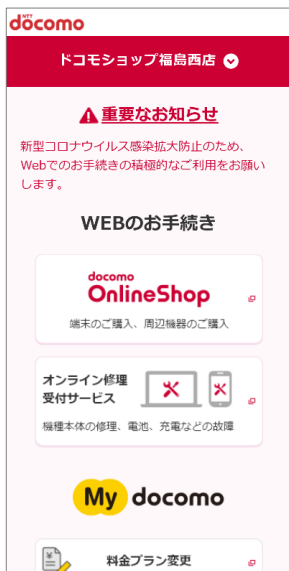 NTT
docomo
ドコモショップ福島西店
重要なお知らせ
新型コロナウイルス感染拡大防止のため、
Webでのお手続きの積極的なご利用をお願い
します。
WEBのお手続き
docomo
OnlineShop
端末のご購入、周辺機器のご購入
オンライン修理
受付サービス
機種本体の修理、電池、充電などの故障
My docomo
料金プラン変更